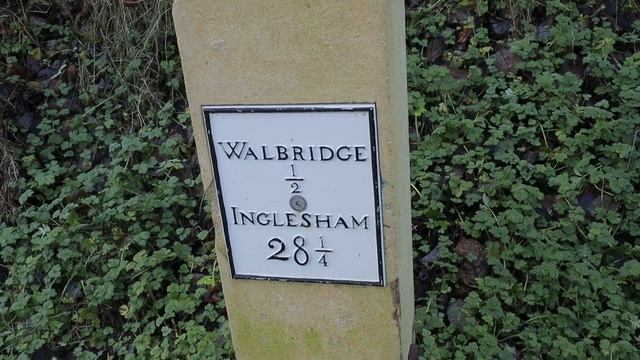 WALBRIDGE
1/2
INGLESHAM
28 1/4